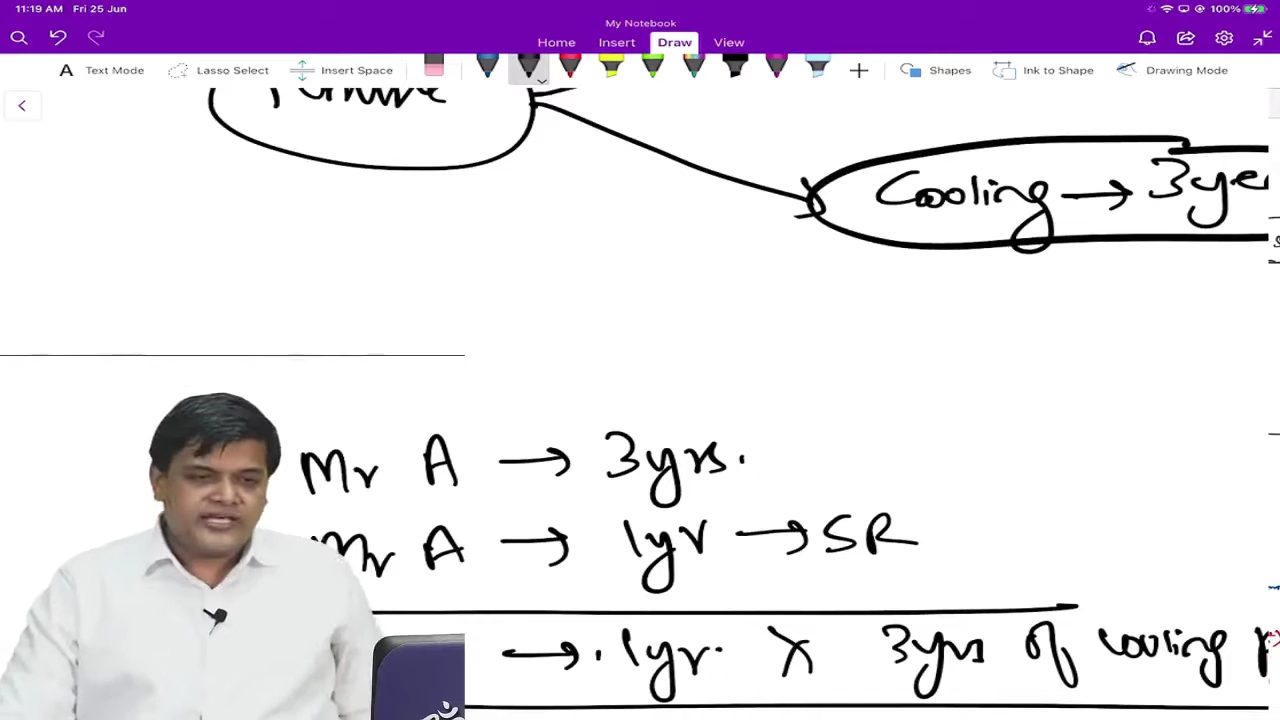 11:19 AM Fri 25 Jun
100%
My Notebook
Home Insert Draw View
A Text Mode Lasso Select Insert Space Shapes Ink to Shape Drawing Mode
Cooling → 3
Mr A → 3yrs.
Mr A → 1yr → SR
→ 1yr. X 3yrs of cooling